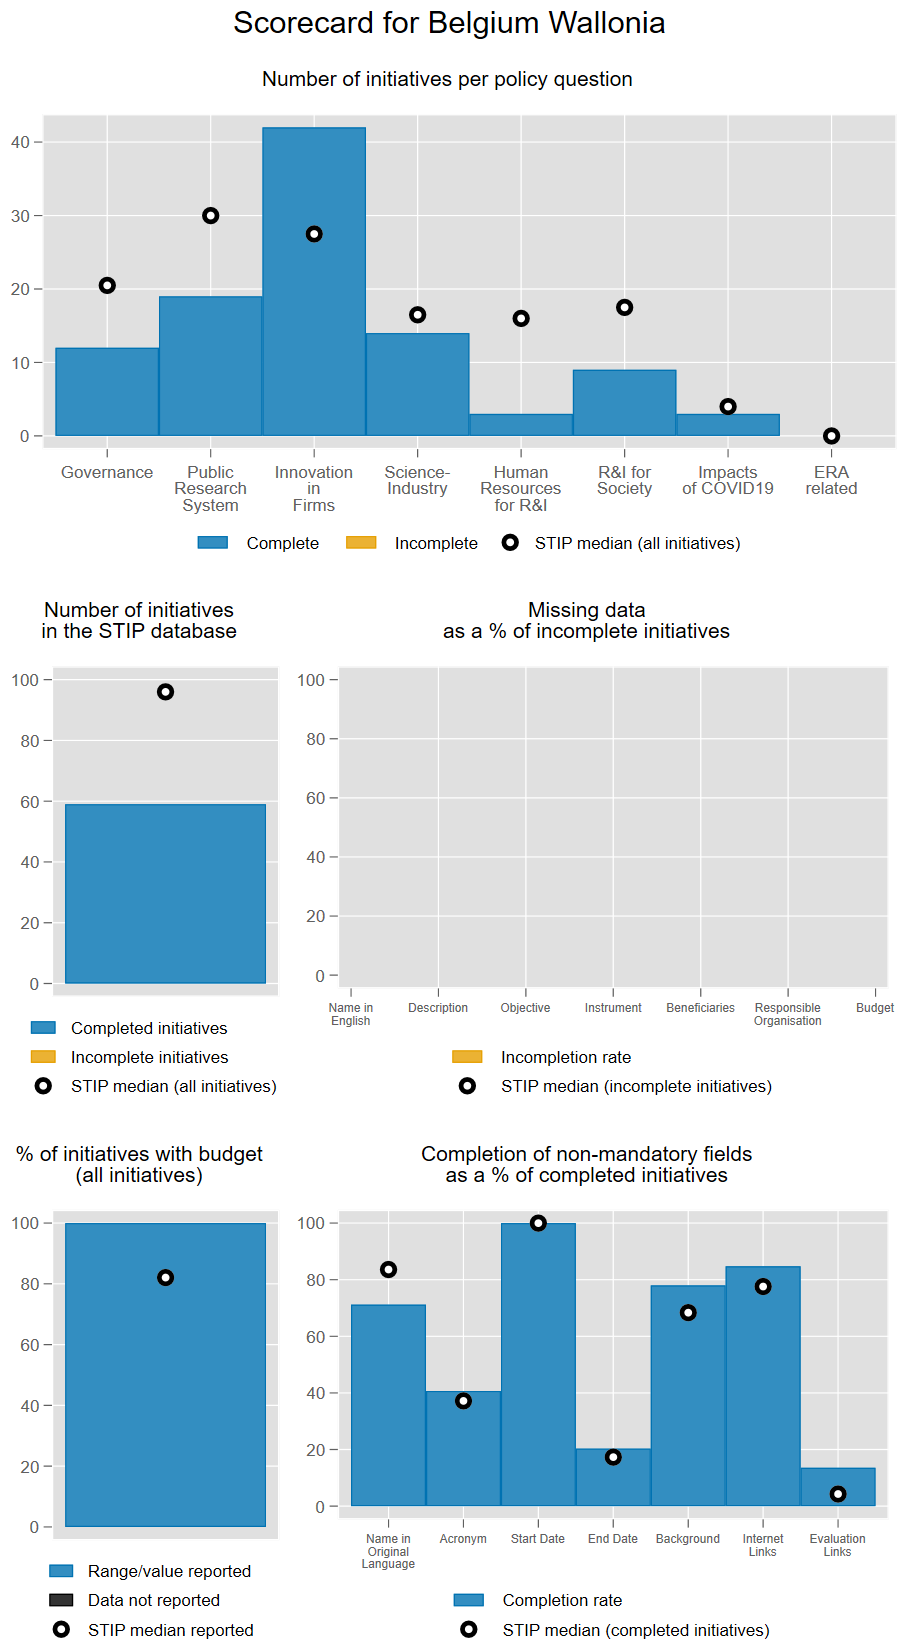 Scorecard for Belgium Wallonia
Number of initiatives per policy question
40
30
20
10
0
Governance
Public
Research
System
Innovation
in
Firms
Science-
Industry
Human
Resources
for R&I
R&I for
Society
Impacts
of COVID19
ERA
related
Complete
Incomplete
STIP median (all initiatives)
Number of initiatives
in the STIP database
100
80
60
40
20
0
Completed initiatives
Incomplete initiatives
STIP median (all initiatives)
Missing data
as a % of incomplete initiatives
100
80
60
40
20
0
Name in
English
Description
Objective
Instrument
Beneficiaries
Responsible
Organisation
Budget
Incompletion rate
STIP median (incomplete initiatives)
% of initiatives with budget
(all initiatives)
100
80
60
40
20
0
Range/value reported
Data not reported
STIP median reported
Completion of non-mandatory fields
as a % of completed initiatives
100
80
60
40
20
0
Name in
Original
Language
Acronym
Start Date
End Date
Background
Internet
Links
Evaluation
Links
Completion rate
STIP median (completed initiatives)